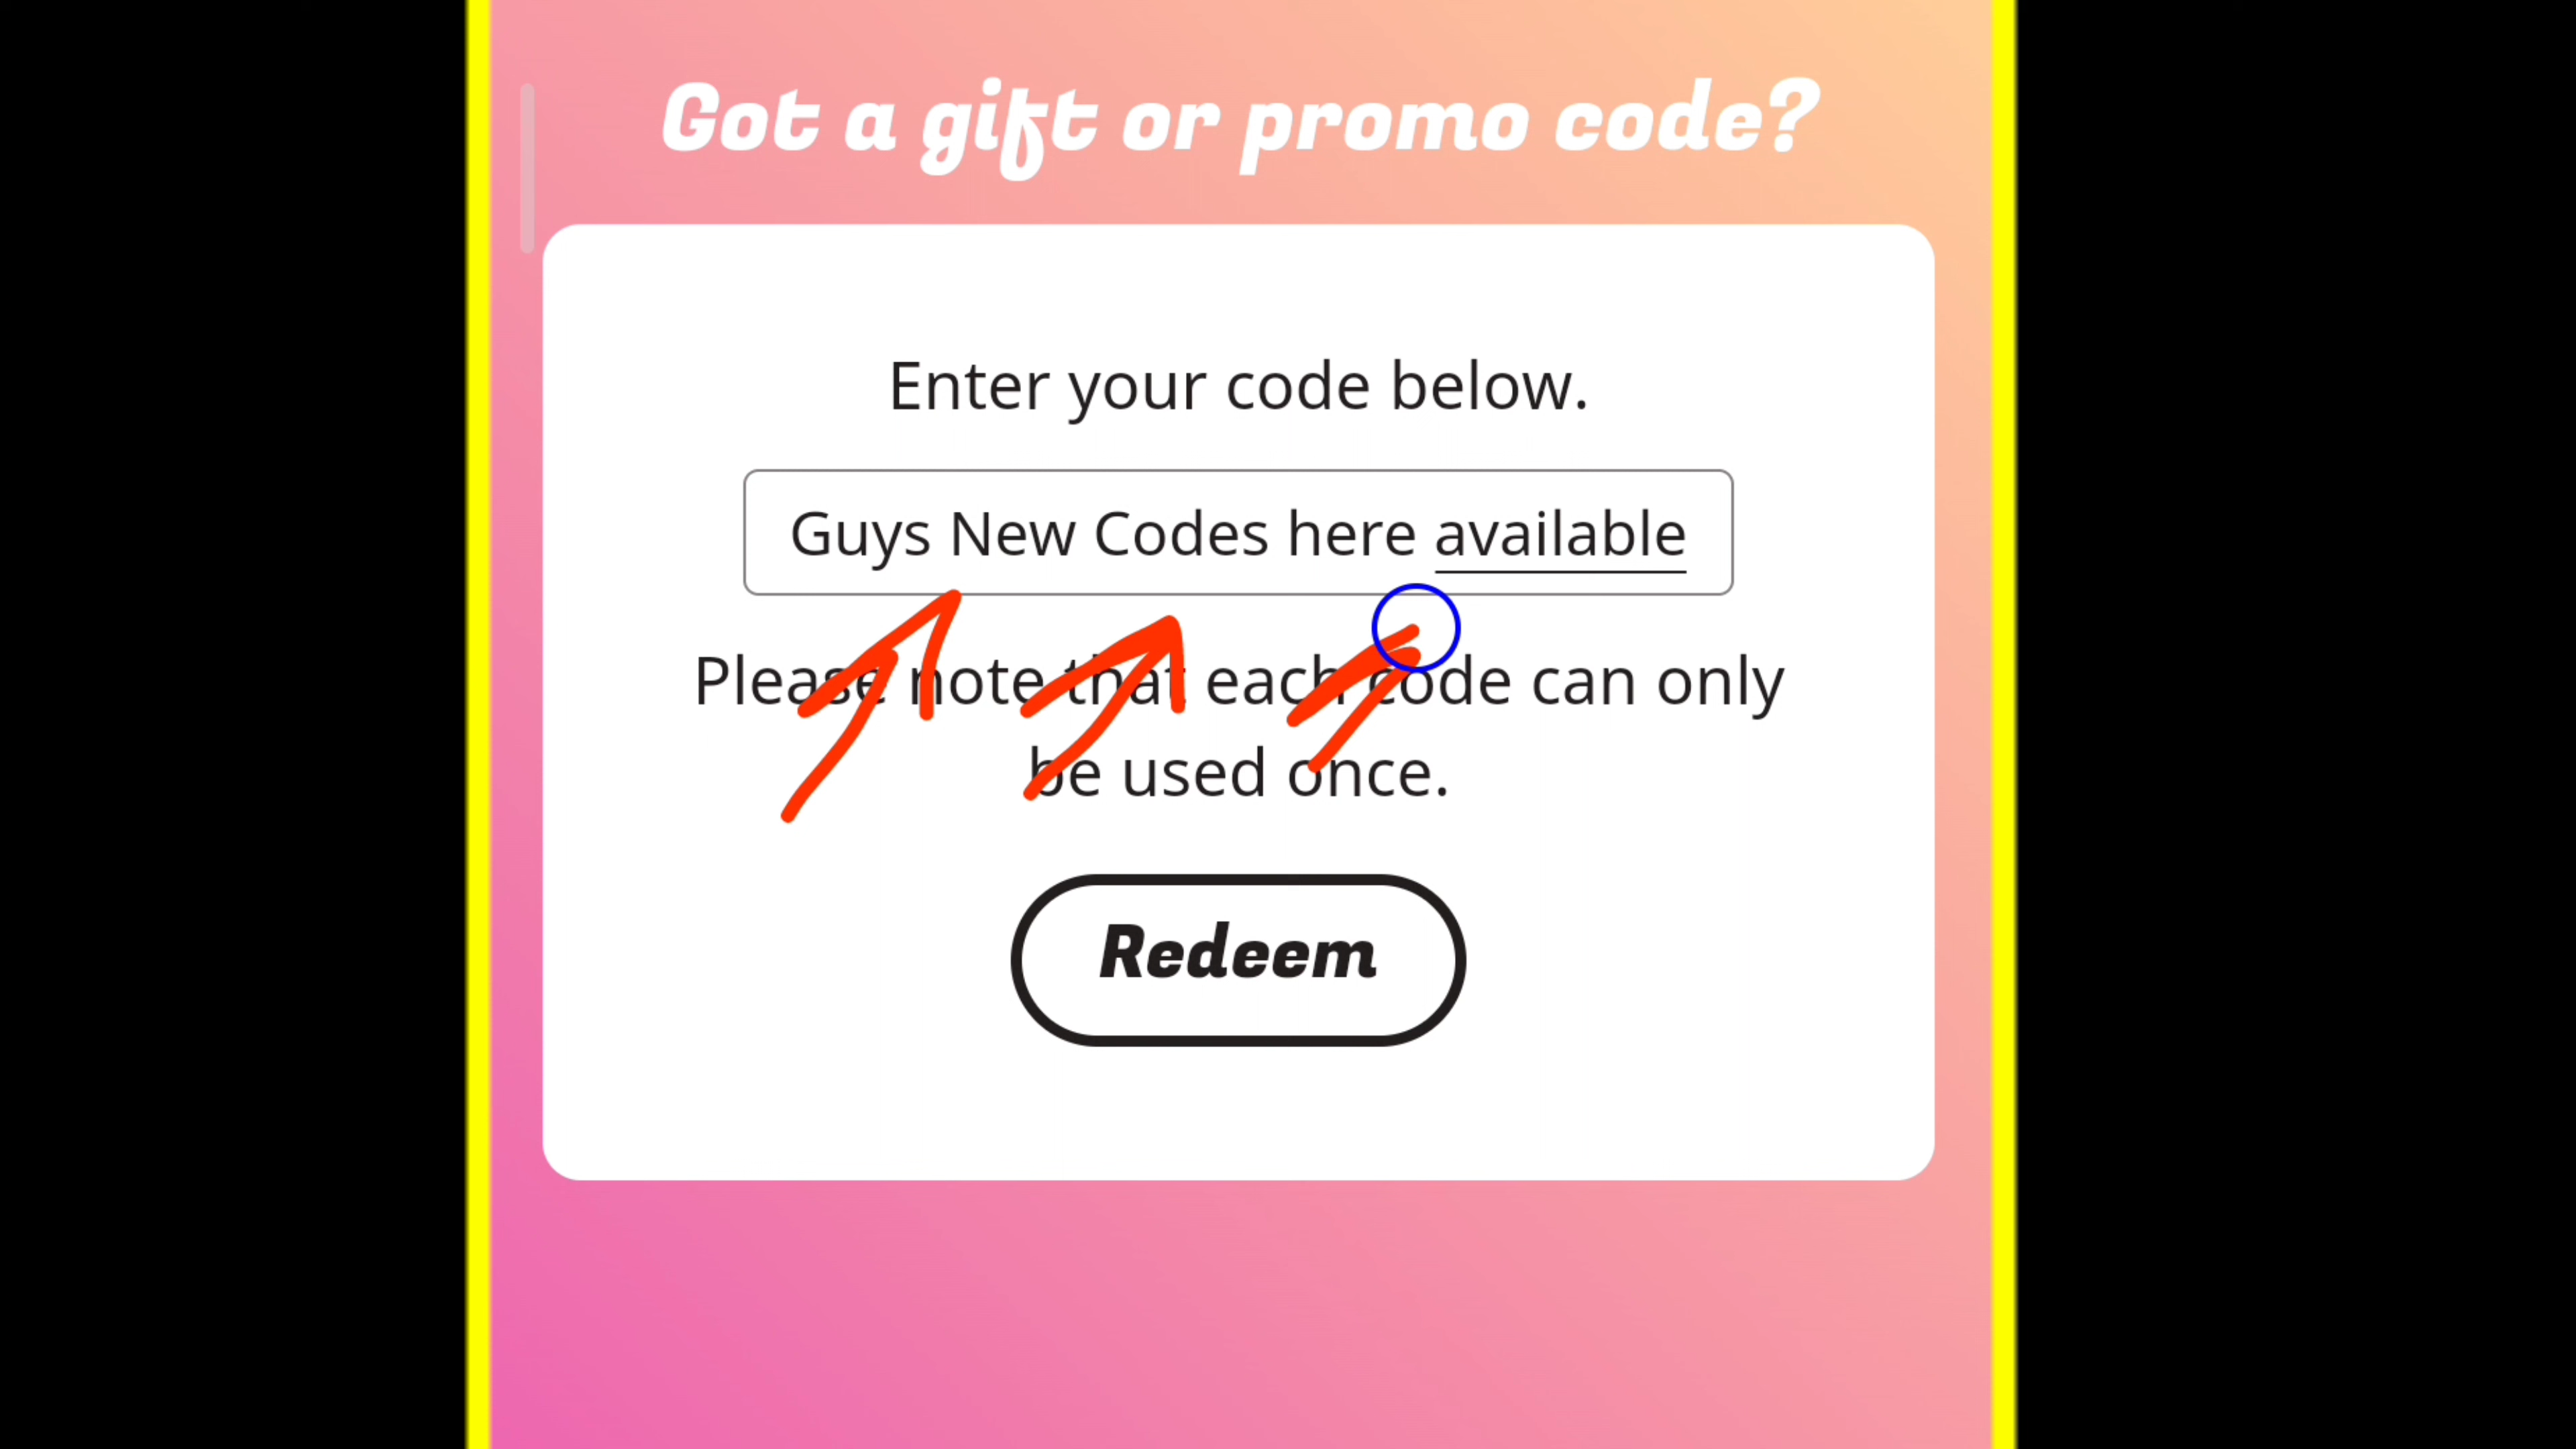 Got a gift or promo code?
Enter your code below.
Guys New Codes here available
Please note that each code can only
be used once.
Redeem